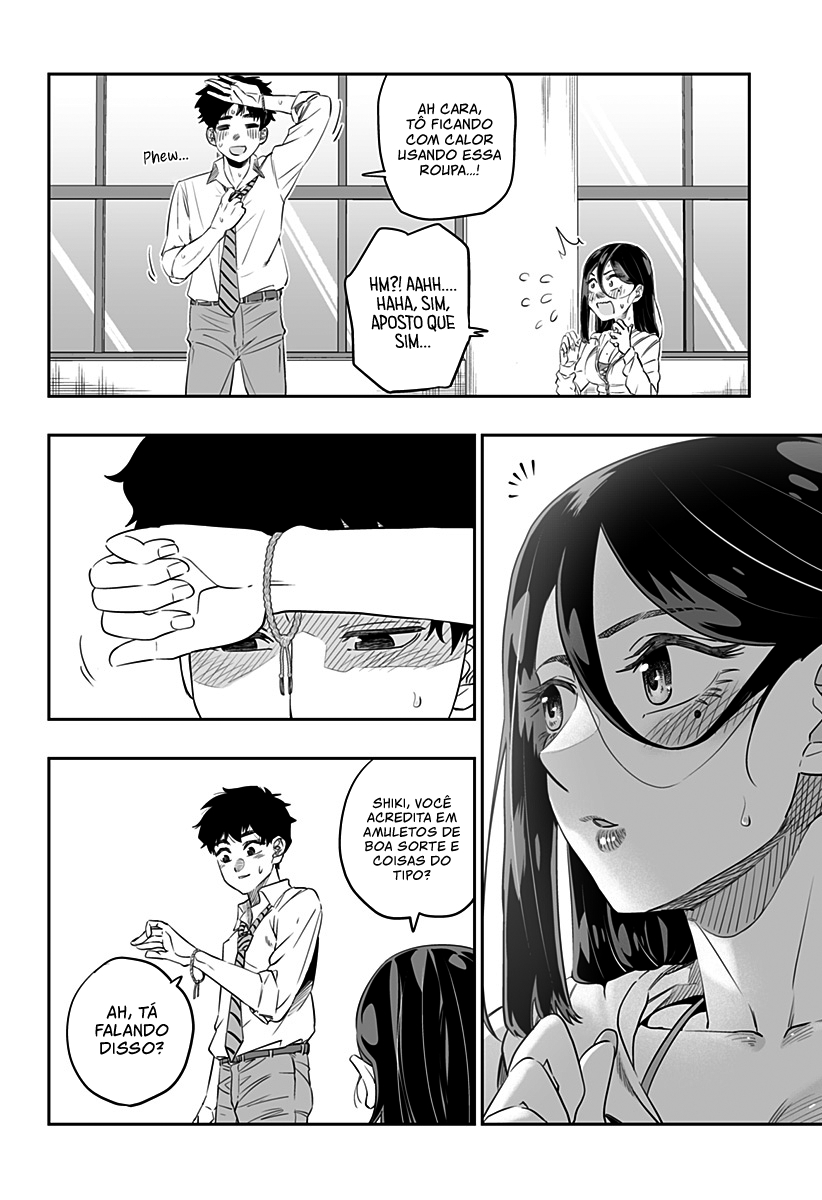 AH CARA,
TÔ FICANDO
COM CALOR
USANDO ESSA
ROUPA...!
Phew...
HM?! AAHH....
HAHA, SIM,
APOSTO QUE
SIM...
SHIKI, VOCÊ
ACREDITA EM
AMULETOS DE
BOA SORTE E
COISAS DO
TIPO?
AH, TÁ
FALANDO
DISSO?